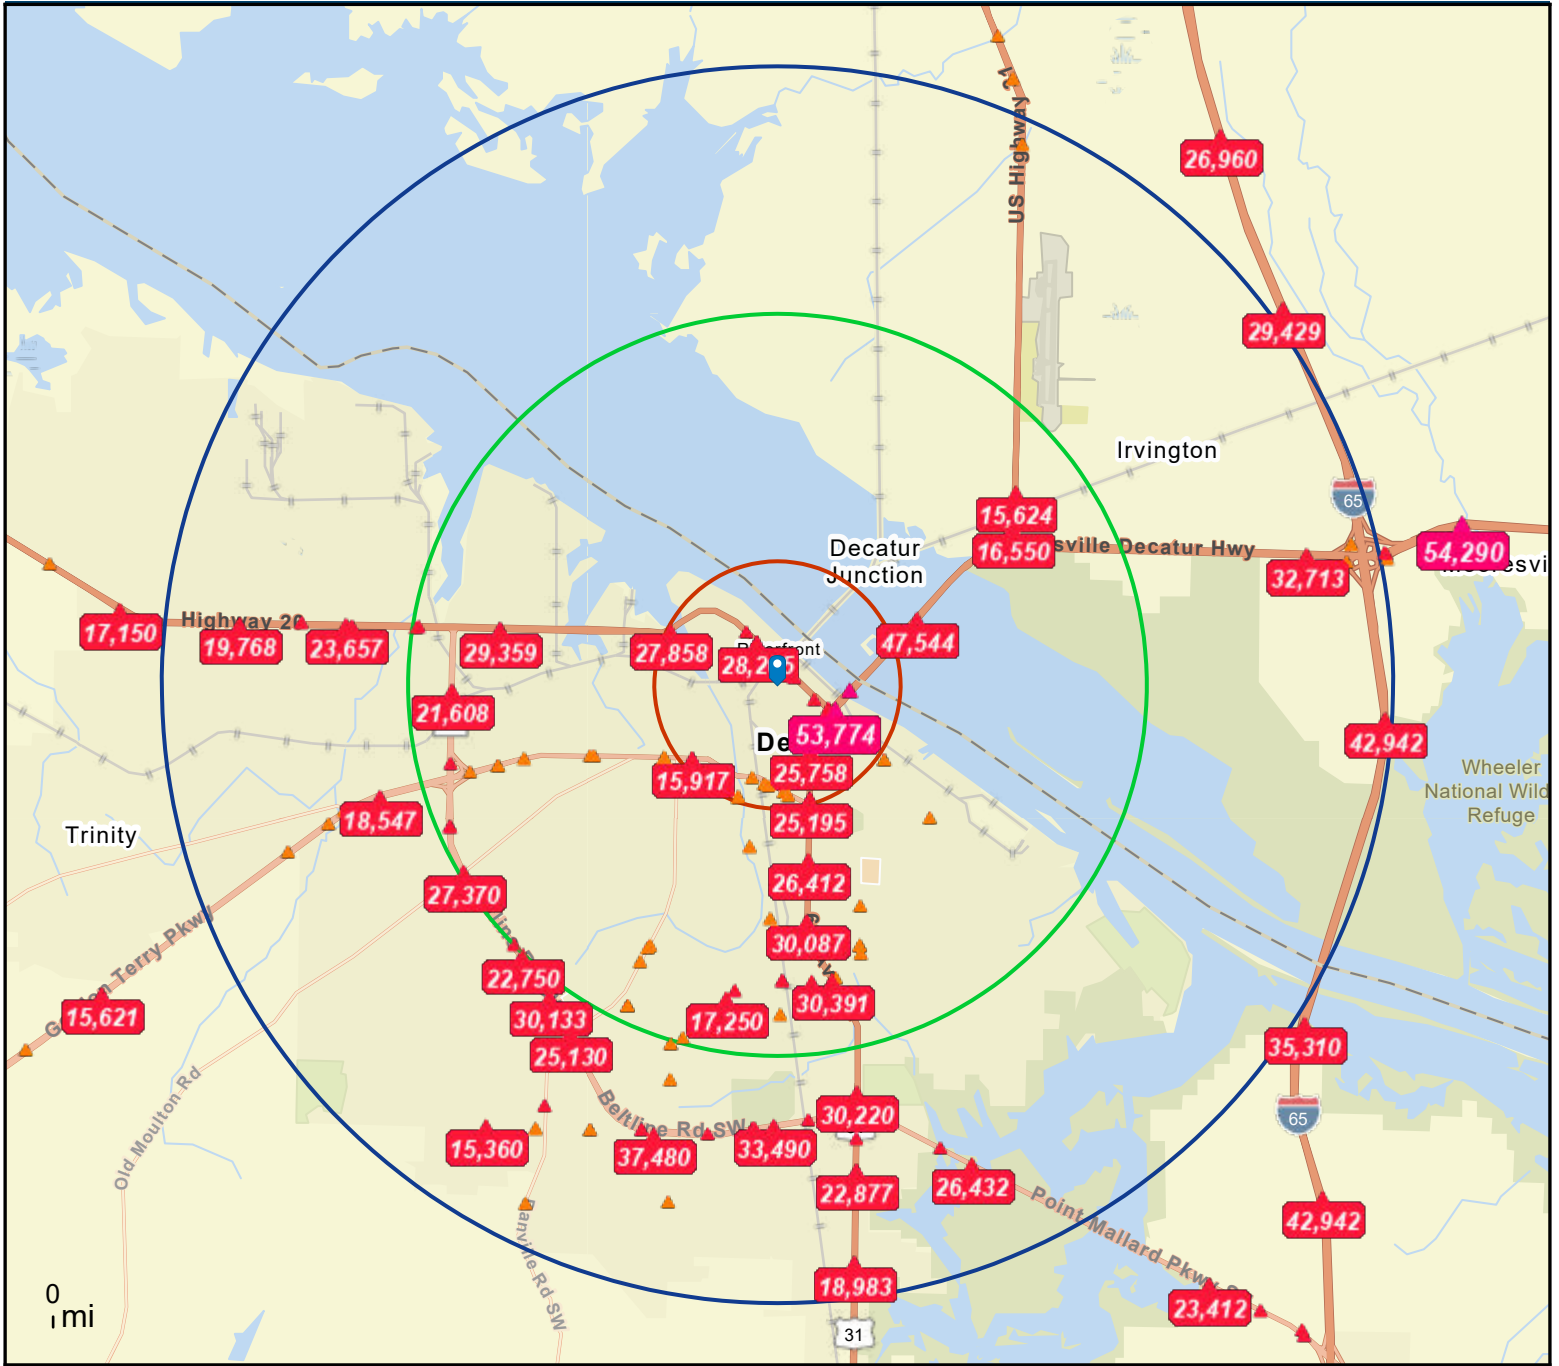 31
US Highway
26,960
29,429
Irvington
65
15,624
Decatur
Junction
16,550
Decatur Hwy
54,290
32,713
17,150
Highway 20
19,768
23,657
29,359
27,858
47,544
28,2
21,608
53,774
42,942
25,758
15,917
Wheeler
National Wild
Refuge
18,547
25,195
Trinity
26,412
27,370
30,087
22,750
Terry Pkwy
30,391
15,621
30,133
17,250
25,130
35,310
Old Moulton Rd
Beltline Rd SW
30,220
65
15,360
37,480
33,490
22,877
26,432
Point Mallard Pkwy
42,942
Danville Rd SW
18,983
23,412
0
mi
31